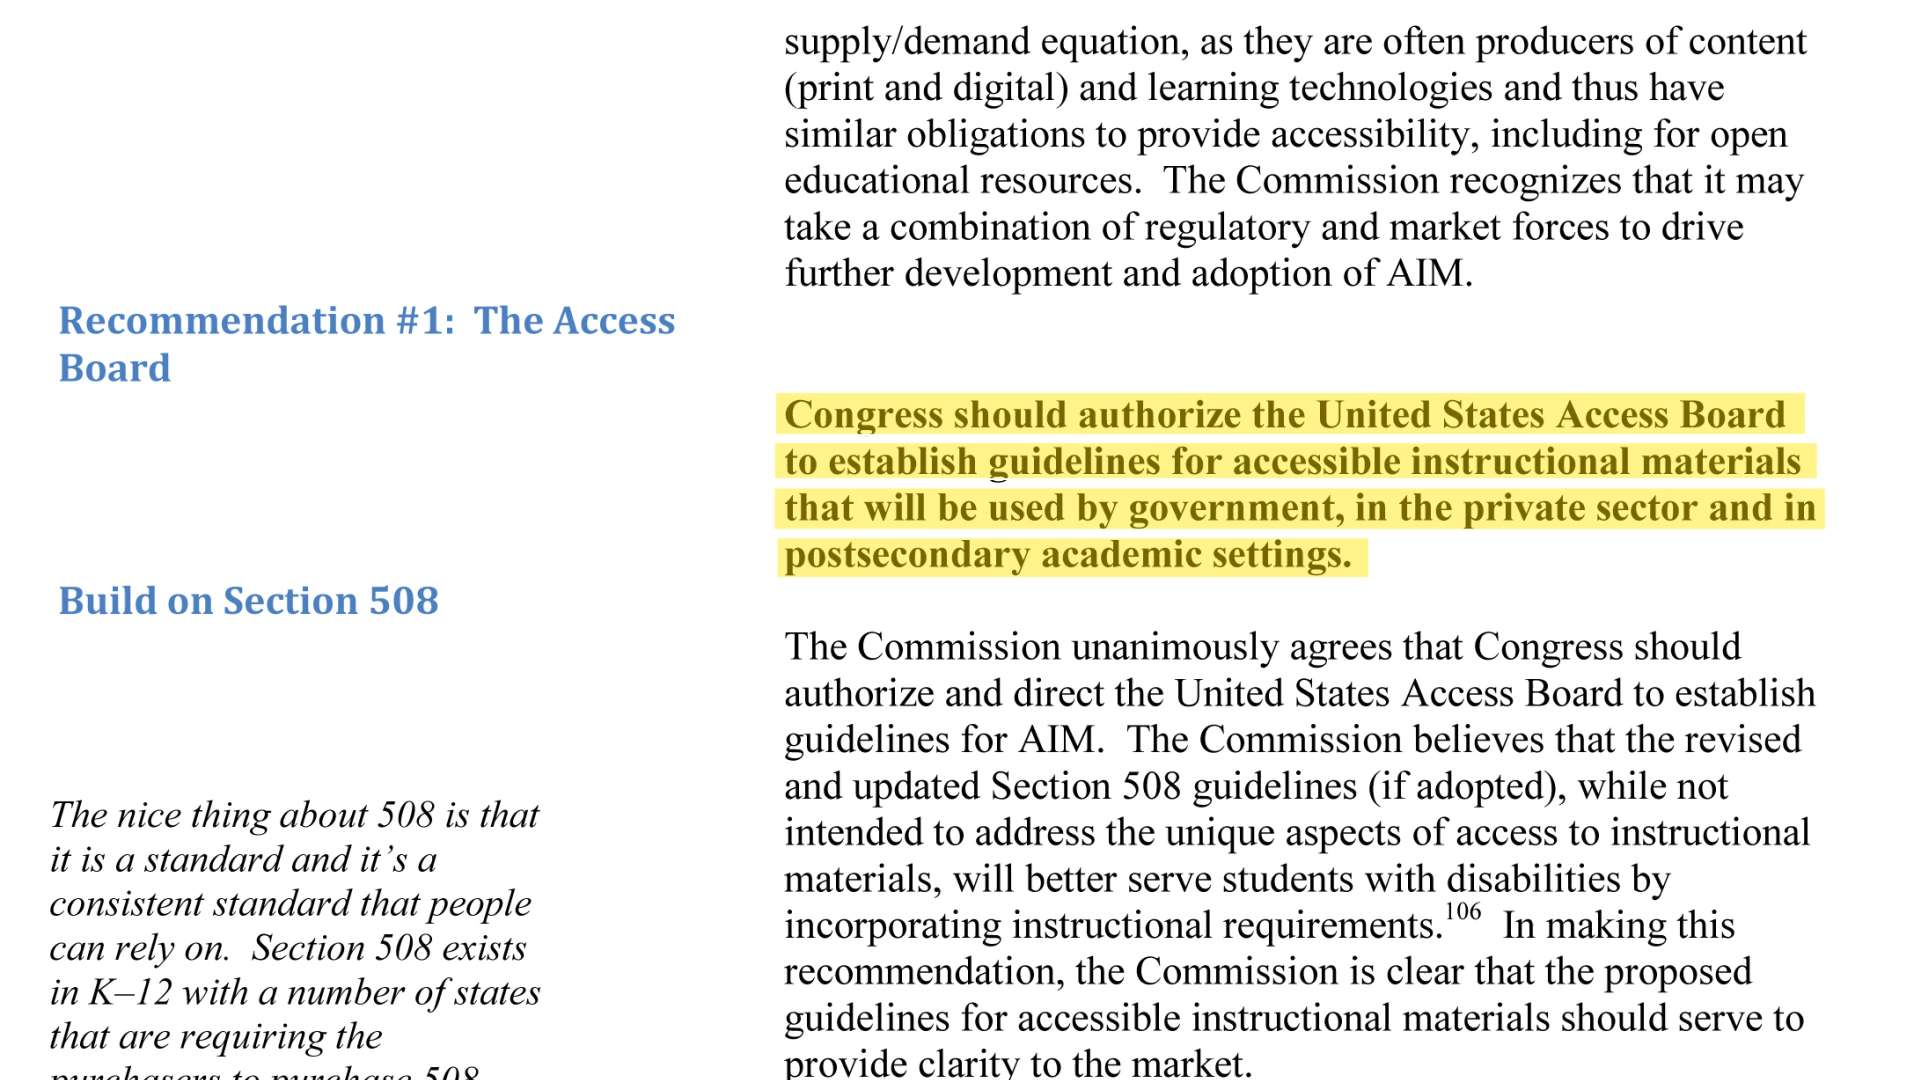 supply/demand equation, as they are often producers of content
(print and digital) and learning technologies and thus have
similar obligations to provide accessibility, including for open
educational resources.  The Commission recognizes that it may
take a combination of regulatory and market forces to drive
further development and adoption of AIM.
Recommendation #1:  The Access
Board
Congress should authorize the United States Access Board
to establish guidelines for accessible instructional materials
that will be used by government, in the private sector and in
postsecondary academic settings.
Build on Section 508
The Commission unanimously agrees that Congress should
authorize and direct the United States Access Board to establish
guidelines for AIM.  The Commission believes that the revised
and updated Section 508 guidelines (if adopted), while not
intended to address the unique aspects of access to instructional
materials, will better serve students with disabilities by
incorporating instructional requirements.106  In making this
recommendation, the Commission is clear that the proposed
guidelines for accessible instructional materials should serve to
provide clarity to the market.
The nice thing about 508 is that
it is a standard and it’s a
consistent standard that people
can rely on.  Section 508 exists
in K–12 with a number of states
that are requiring the
purchasers to purchase 508